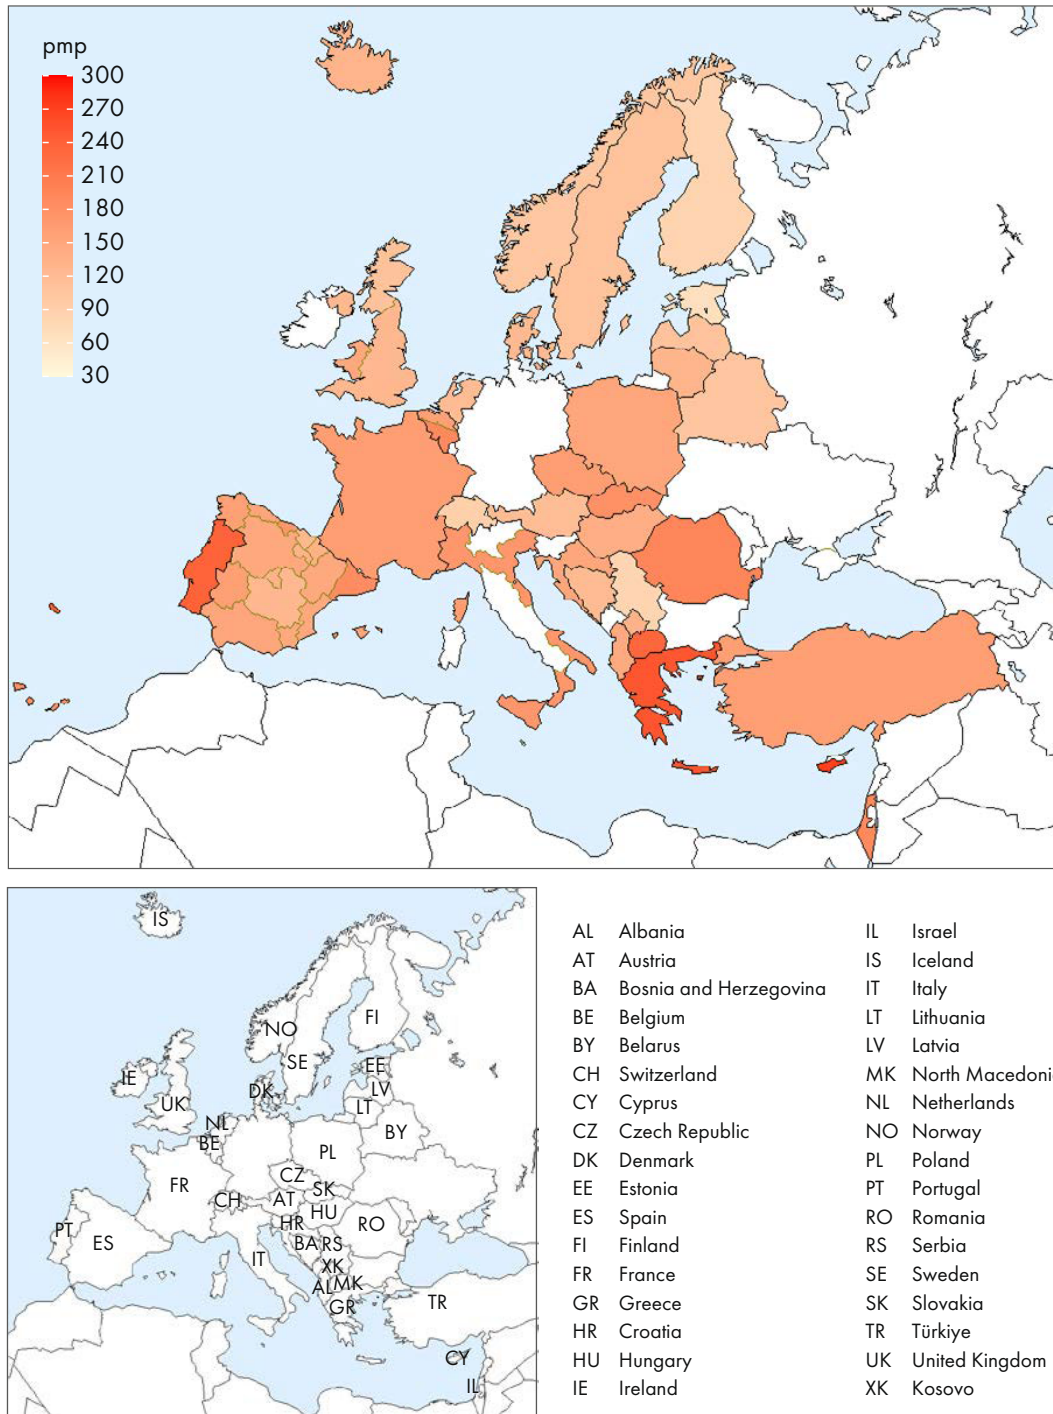 pmp
300
270
240
210
180
150
120
90
60
30
IS
NO
FI
SE
EE
LV
DK
LT
IE
UK
NL
BE
BY
PL
FR
CZ
SK
CH
AT
HU
HR
RO
PT
ES
BA
RS
IT
XK
AL
MK
GR
TR
CY
IL
AL Albania
AT Austria
BA Bosnia and Herzegovina
BE Belgium
BY Belarus
CH Switzerland
CY Cyprus
CZ Czech Republic
DK Denmark
EE Estonia
ES Spain
FI Finland
FR France
GR Greece
HR Croatia
HU Hungary
IE Ireland
IL Israel
IS Iceland
IT Italy
LT Lithuania
LV Latvia
MK North Macedoni
NL Netherlands
NO Norway
PL Poland
PT Portugal
RO Romania
RS Serbia
SE Sweden
SK Slovakia
TR Türkiye
UK United Kingdom
XK Kosovo